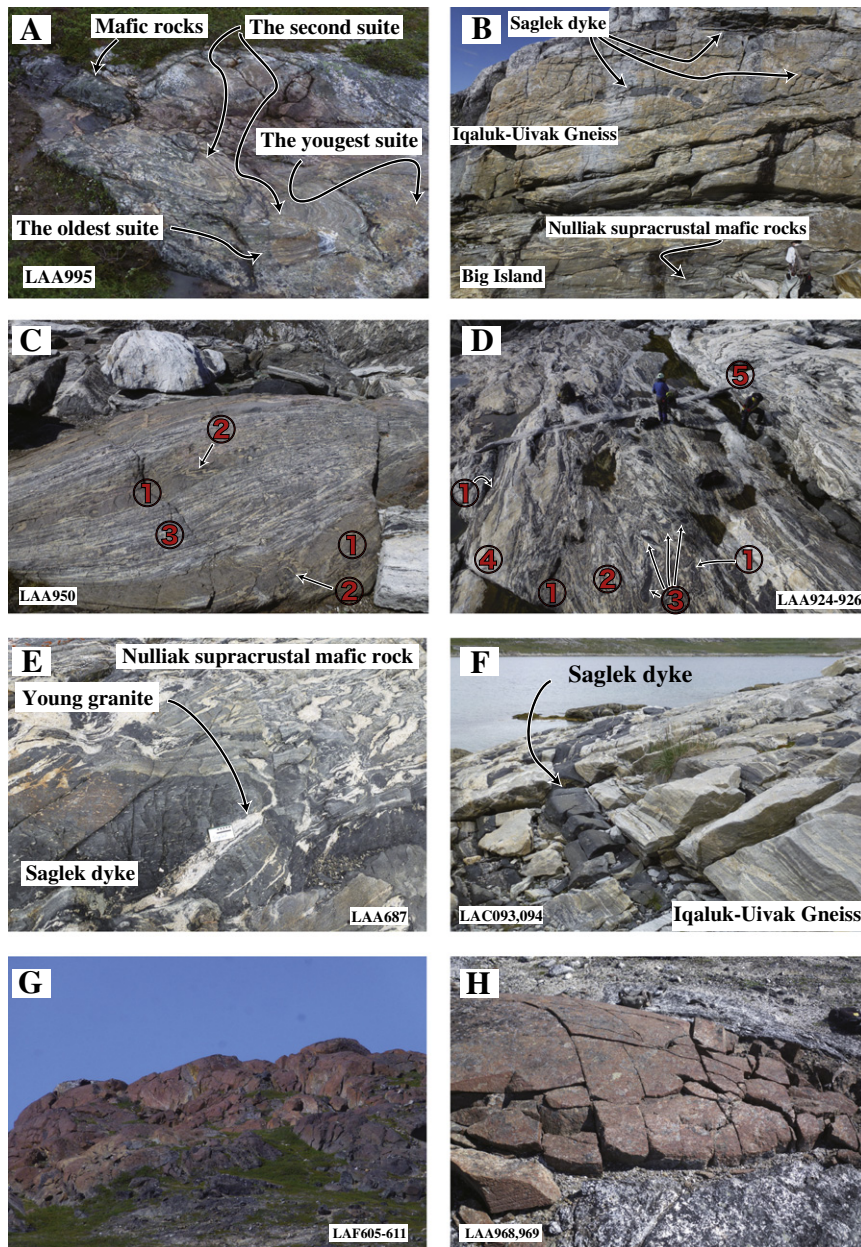 A
Mafic rocks
The second suite
The yougest suite
The oldest suite
LAA995
B
Saglek dyke
Iqaluk-Uivak Gneiss
Nulliak supracrustal mafic rocks
Big Island
C
2
1
3
1
2
LAA950
D
5
1
4
1
2
3
1
LAA924-926
E
Nulliak supracrustal mafic rock
Young granite
Saglek dyke
LAA687
F
Saglek dyke
LAC093,094
Iqaluk-Uivak Gneiss
G
LAF605-611
H
LAA968,969